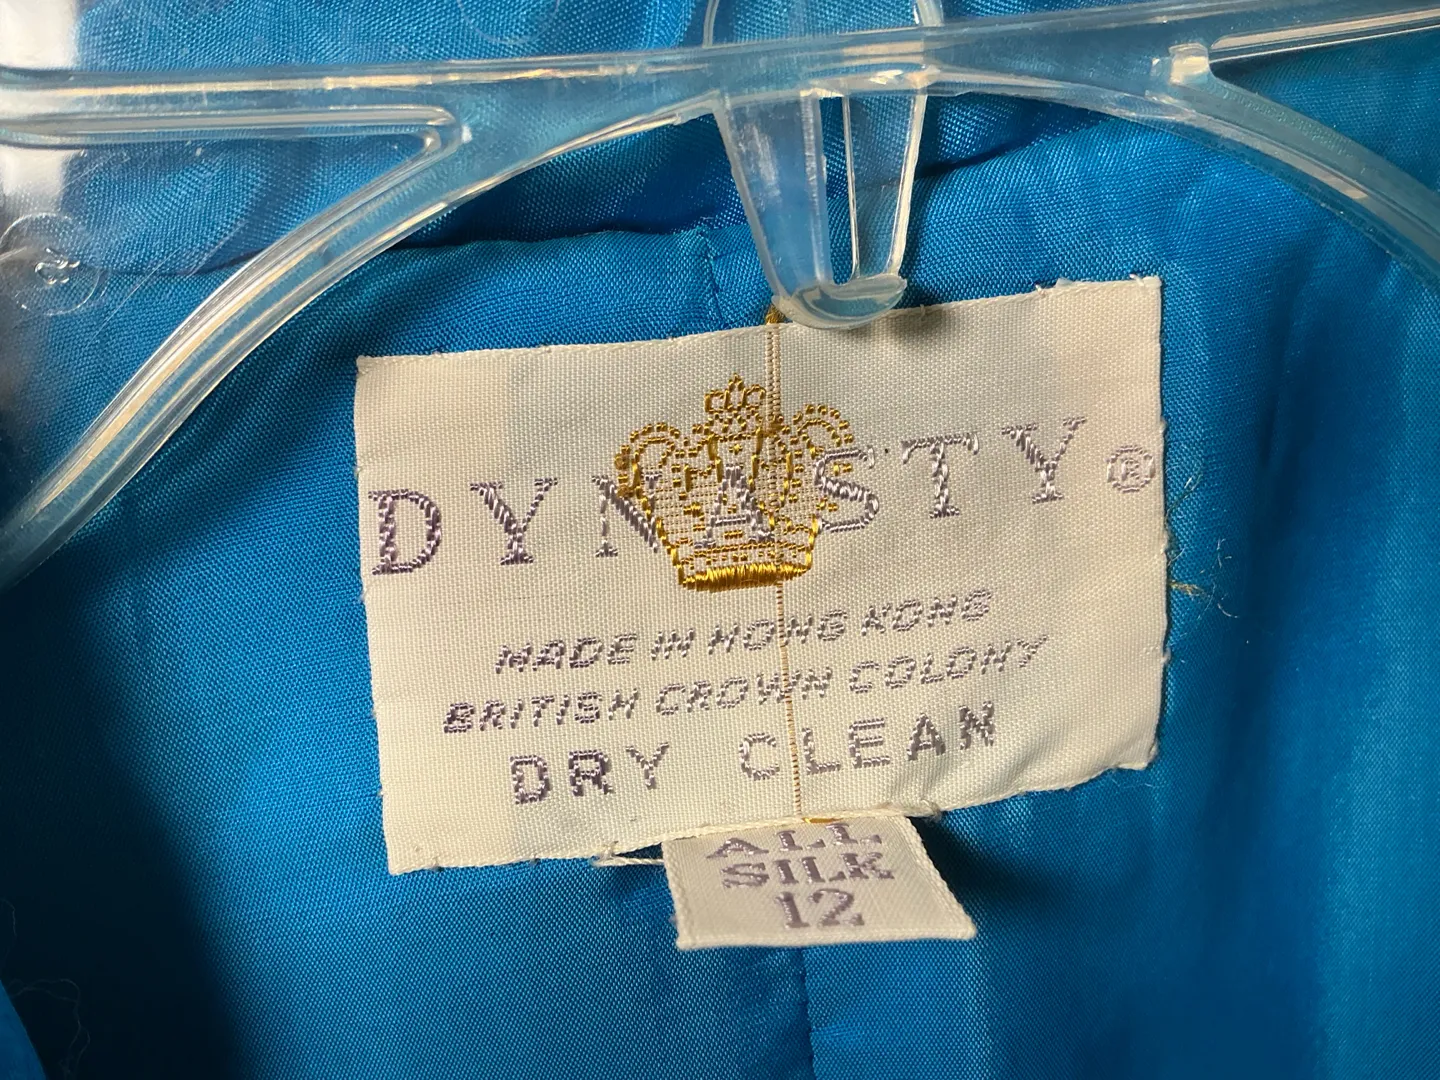 DYNASTY®
MADE IN HONG KONG
BRITISH CROWN COLONY
DRY CLEAN
ALL
SILK
12